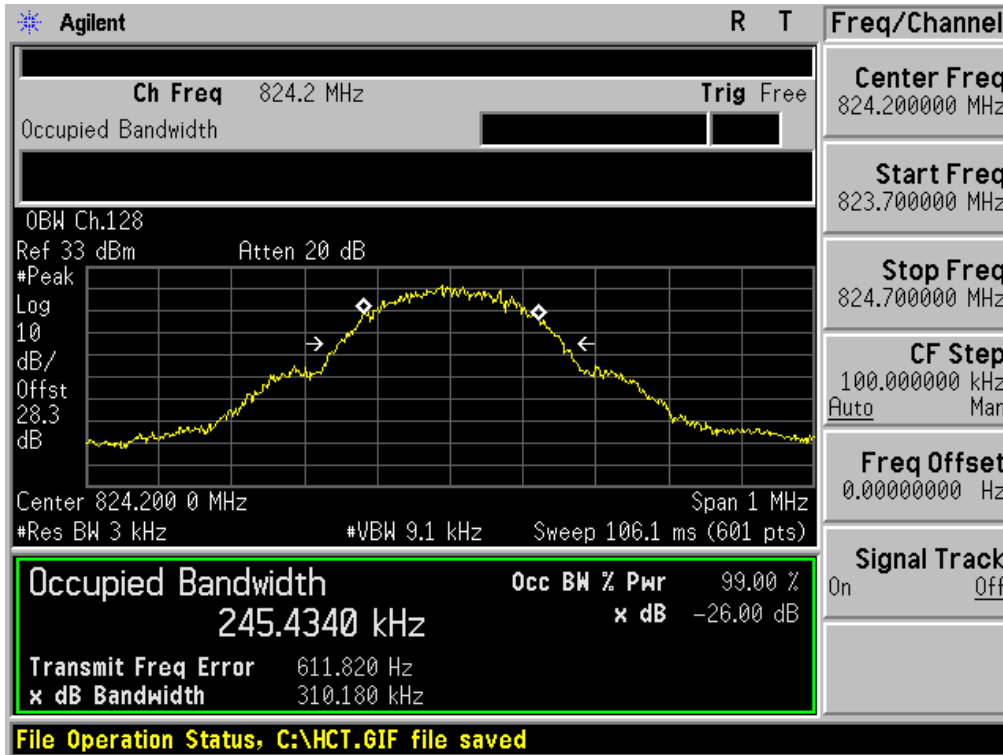 Agilent R T Freq/Channel
Ch Freq 824.2 MHz Trig Free
Occupied Bandwidth
Center Freq
824.200000 MHz
Start Freq
823.700000 MHz
Stop Freq
824.700000 MHz
CF Step
100.000000 kHz
Auto Man
Freq Offset
0.00000000 Hz
Signal Track
On Off
OBW Ch.128
Ref 33 dBm Atten 20 dB
#Peak
Log
10
dB/
Offst
28.3
dB
Center 824.200 0 MHz Span 1 MHz
#Res BW 3 kHz #VBW 9.1 kHz Sweep 106.1 ms (601 pts)
Occupied Bandwidth Occ BW % Pwr 99.00 %
245.4340 kHz x dB -26.00 dB
Transmit Freq Error 611.820 Hz
x dB Bandwidth 310.180 kHz
File Operation Status, C:\HCT.GIF file saved